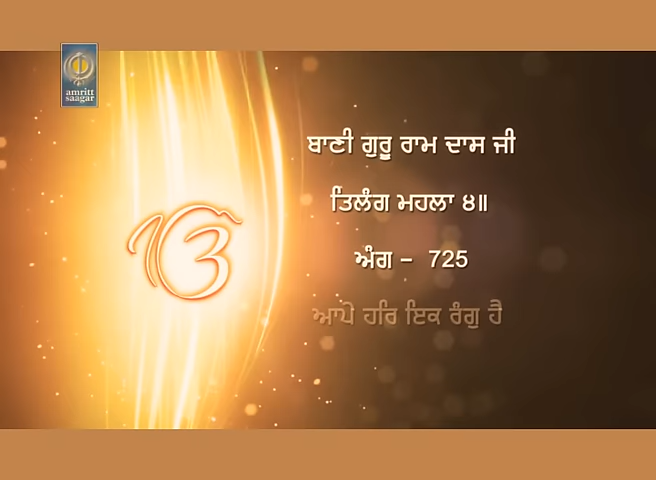 amritt
saagar
ਬਾਣੀ ਗੁਰੂ ਰਾਮ ਦਾਸ ਜੀ
ਤਿਲੰਗ ਮਹਲਾ ੪॥
ਅੰਗ - 725
ੴ
ਆਪੇ ਹਰਿ ਇਕ ਰੰਗੁ ਹੈ